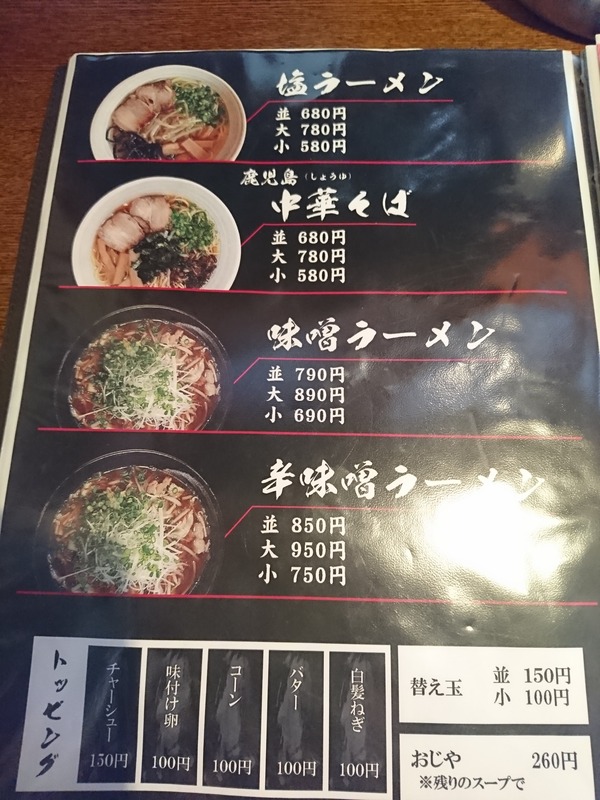 塩ラーメン
並 680円
大 780円
小 580円
鹿児島(しょうゆ)
中華そば
並 680円
大 780円
小 580円
味噌ラーメン
並 790円
大 890円
小 690円
辛味噌ラーメン
並 850円
大 950円
小 750円
トッピング
チャーシュー
150円
味付け卵
100円
コーン
100円
バター
100円
白髪ねぎ
100円
替え玉
並 150円
小 100円
おじや 260円
※残りのスープで